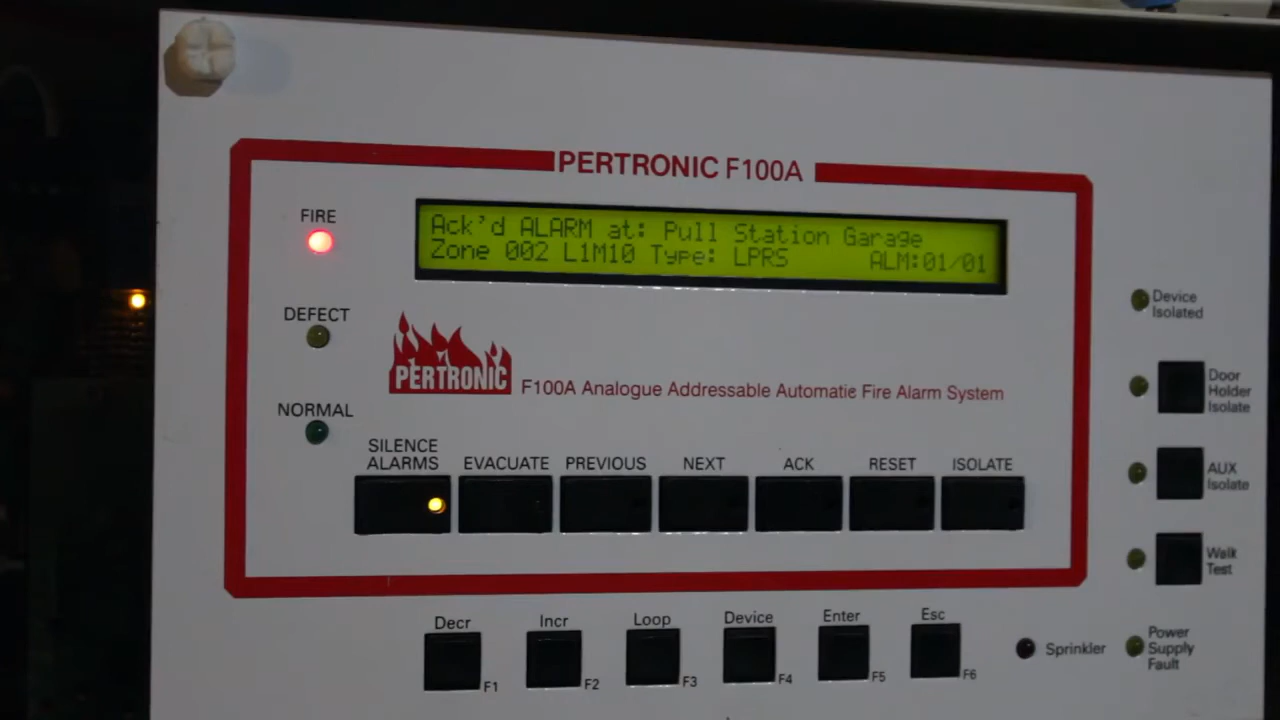 PERTRONIC F100A
FIRE
Ack'd ALARM at: Pull Station Garage
Zone 002 L1M10 Type: LPRS ALM:01/01
DEFECT
Device
Isolated
PERTRONIC
F100A Analogue Addressable Automatic Fire Alarm System
Door
Holder
Isolate
NORMAL
SILENCE
ALARMS
EVACUATE
PREVIOUS
NEXT
ACK
RESET
ISOLATE
AUX
Isolate
Walk
Test
Decr
Incr
Loop
Device
Enter
Esc
F1
F2
F3
F4
F5
F6
Sprinkler
Power
Supply
Fault